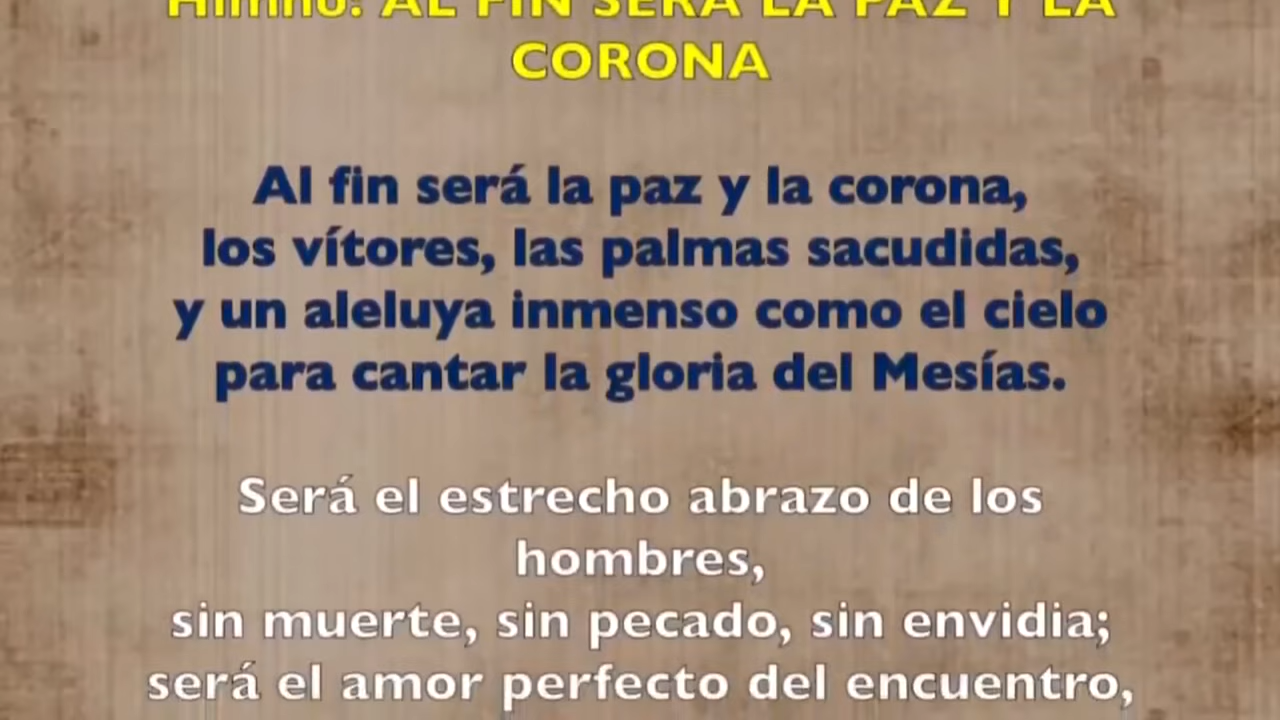 Himno: AL FIN SERÁ LA PAZ Y LA
CORONA
Al fin será la paz y la corona,
los vítores, las palmas sacudidas,
y un aleluya inmenso como el cielo
para cantar la gloria del Mesías.
Será el estrecho abrazo de los
hombres,
sin muerte, sin pecado, sin envidia;
será el amor perfecto del encuentro,